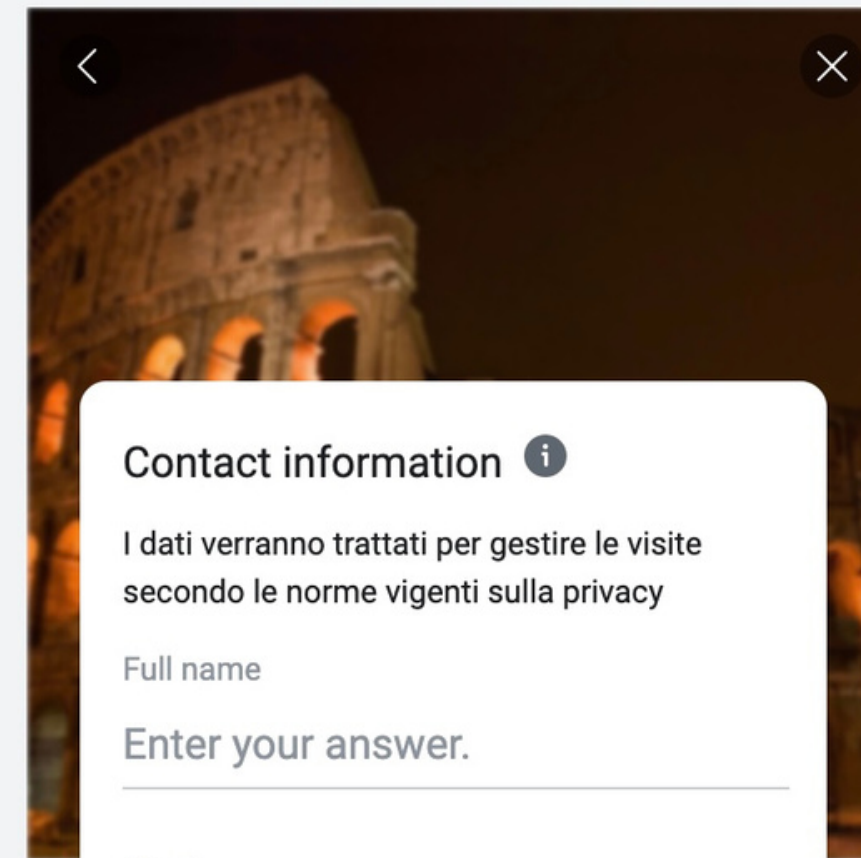 Contact information
I dati verranno trattati per gestire le visite
secondo le norme vigenti sulla privacy
Full name
Enter your answer.